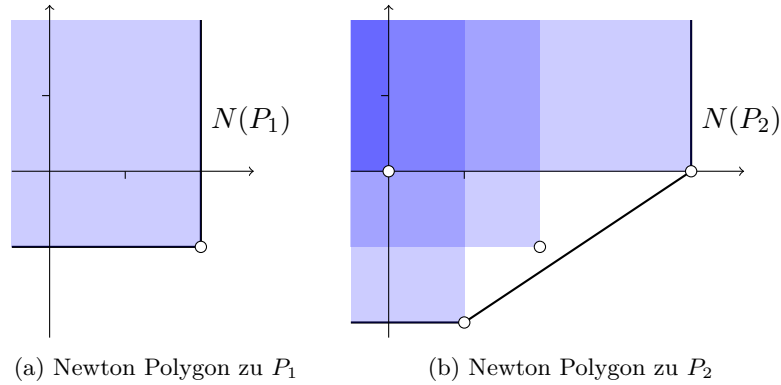 N(P₁)
N(P₂)
(a) Newton Polygon zu P₁
(b) Newton Polygon zu P₂